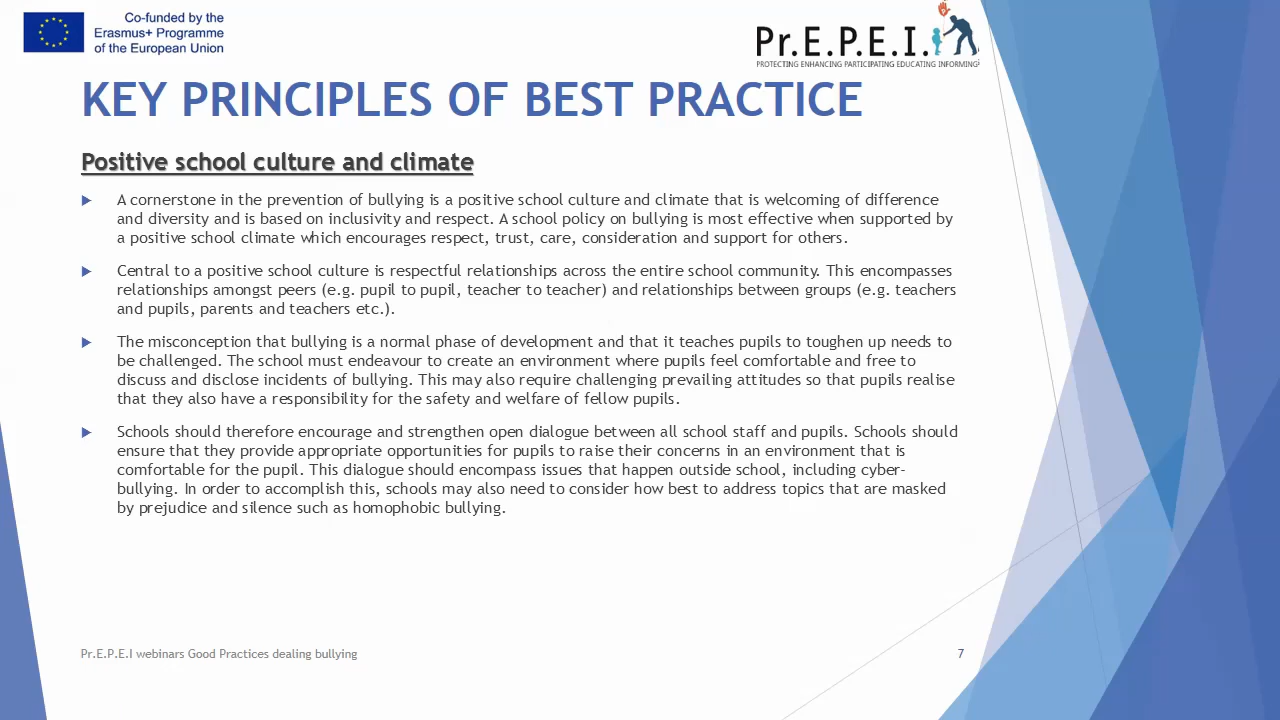 Co-funded by the
Erasmus+ Programme
of the European Union
Pr.E.P.E.I.
PROTECTING ENHANCING PARTICIPATING EDUCATING INFORMING
KEY PRINCIPLES OF BEST PRACTICE
Positive school culture and climate
A cornerstone in the prevention of bullying is a positive school culture and climate that is welcoming of difference
and diversity and is based on inclusivity and respect. A school policy on bullying is most effective when supported by
a positive school climate which encourages respect, trust, care, consideration and support for others.
Central to a positive school culture is respectful relationships across the entire school community. This encompasses
relationships amongst peers (e.g. pupil to pupil, teacher to teacher) and relationships between groups (e.g. teachers
and pupils, parents and teachers etc.).
The misconception that bullying is a normal phase of development and that it teaches pupils to toughen up needs to
be challenged. The school must endeavour to create an environment where pupils feel comfortable and free to
discuss and disclose incidents of bullying. This may also require challenging prevailing attitudes so that pupils realise
that they also have a responsibility for the safety and welfare of fellow pupils.
Schools should therefore encourage and strengthen open dialogue between all school staff and pupils. Schools should
ensure that they provide appropriate opportunities for pupils to raise their concerns in an environment that is
comfortable for the pupil. This dialogue should encompass issues that happen outside school, including cyber-
bullying. In order to accomplish this, schools may also need to consider how best to address topics that are masked
by prejudice and silence such as homophobic bullying.
Pr.E.P.E.I webinars Good Practices dealing bullying
7